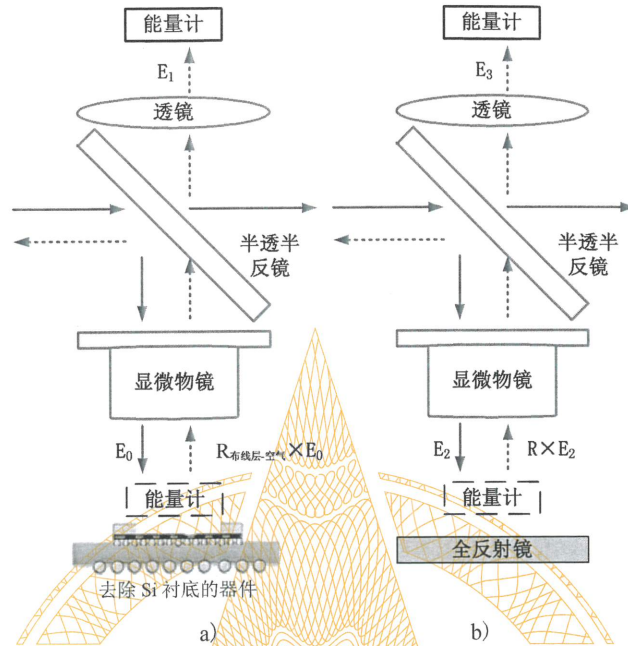 能量计
能量计
E₁
E₃
透镜
透镜
半透半
反镜
半透半
反镜
显微物镜
显微物镜
E₀
R布线层-空气×E₀
E₂
R×E₂
能量计
能量计
全反射镜
去除 Si 衬底的器件
a)
b)